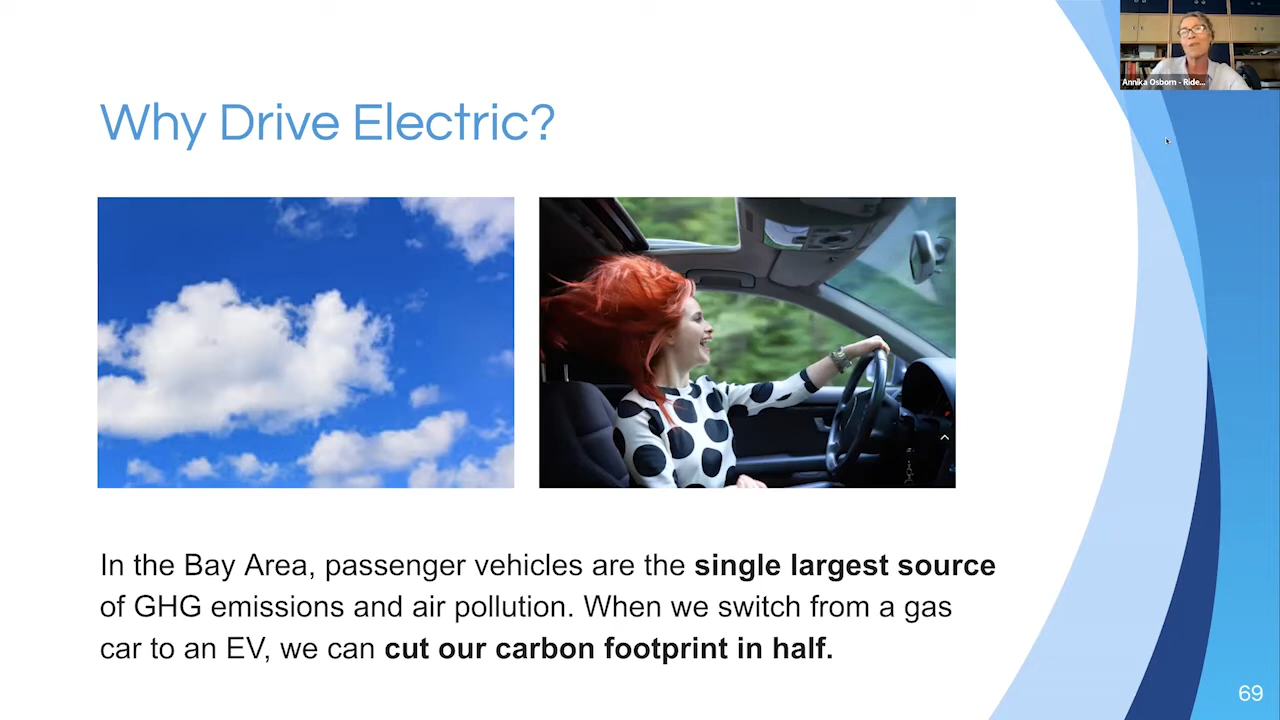 Annika Osborn - Ride...
Why Drive Electric?
In the Bay Area, passenger vehicles are the single largest source
of GHG emissions and air pollution. When we switch from a gas
car to an EV, we can cut our carbon footprint in half.
69